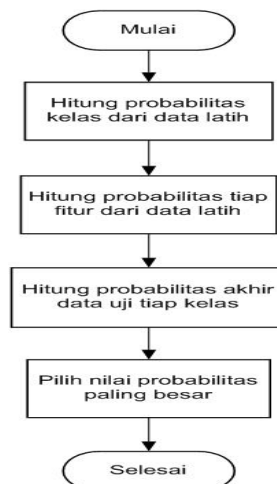 Mulai
Hitung probabilitas
kelas dari data latih
Hitung probabilitas tiap
fitur dari data latih
Hitung probabilitas akhir
data uji tiap kelas
Pilih nilai probabilitas
paling besar
Selesai